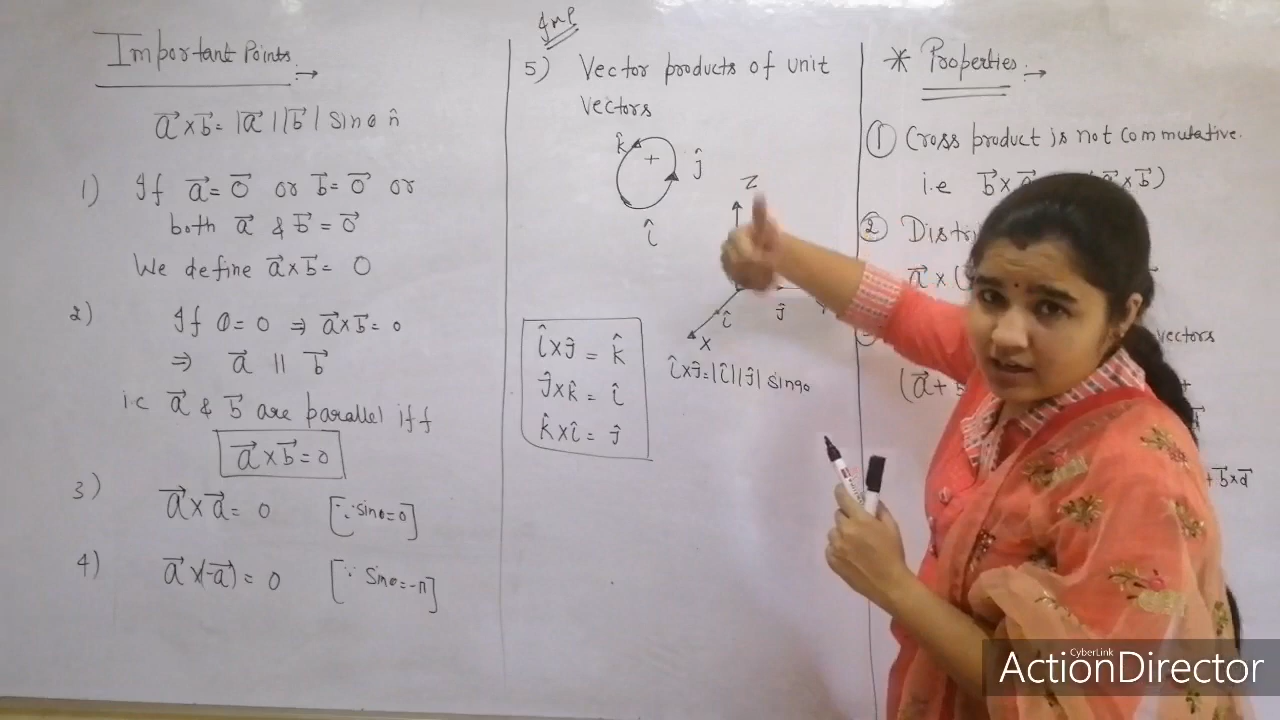 Important Points
a⃗ × b⃗ = |a⃗| |b⃗| sinθ n̂
1) If a⃗ = 0⃗ or b⃗ = 0⃗ or
both a⃗ & b⃗ = 0⃗
We define a⃗ × b⃗ = 0
2) If θ = 0 ⇒ a⃗ × b⃗ = 0
⇒ a⃗ || b⃗
i.e a⃗ & b⃗ are parallel iff
a⃗ × b⃗ = 0
3) a⃗ × a⃗ = 0 [∵ sinθ = 0]
4) a⃗ × (-a⃗) = 0 [∵ Sinθ = -π]
Imp
5) Vector products of unit
vectors
k̂ + ĵ
î
Z
î ĵ
X
î × ĵ = k̂
ĵ × k̂ = î
k̂ × î = ĵ
î × ĵ = |î| |ĵ| sin90
* Properties
① Cross product is not commutative.
i.e b⃗ × a⃗ a⃗ × b⃗)
② Distri
a⃗ × (
vectors
(a⃗ + b
+ b⃗ × d⃗
CyberLink
ActionDirector